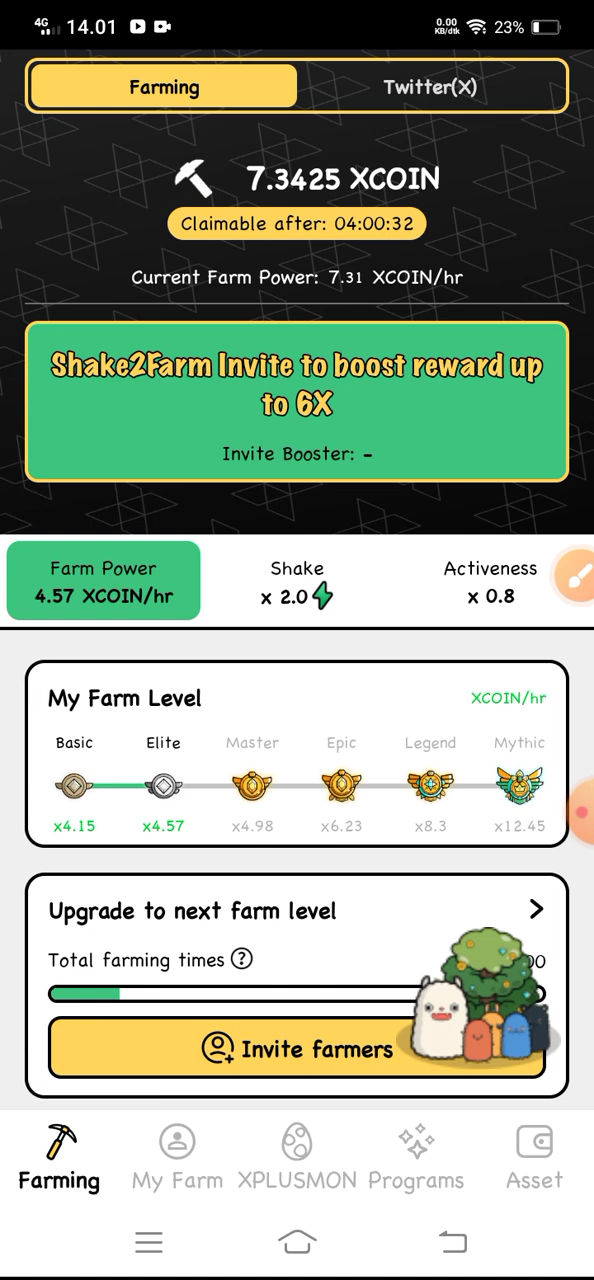 4G 14.01 0.00 KB/dtk 23%
Farming Twitter(X)
7.3425 XCOIN
Claimable after: 04:00:32
Current Farm Power: 7.31 XCOIN/hr
Shake2Farm Invite to boost reward up
to 6X
Invite Booster: –
Farm Power Shake Activeness
4.57 XCOIN/hr x 2.0 x 0.8
My Farm Level XCOIN/hr
Basic Elite Master Epic Legend Mythic
x4.15 x4.57 x4.98 x6.23 x8.3 x12.45
Upgrade to next farm level
Total farming times ?
Invite farmers
Farming My Farm XPLUSMON Programs Asset